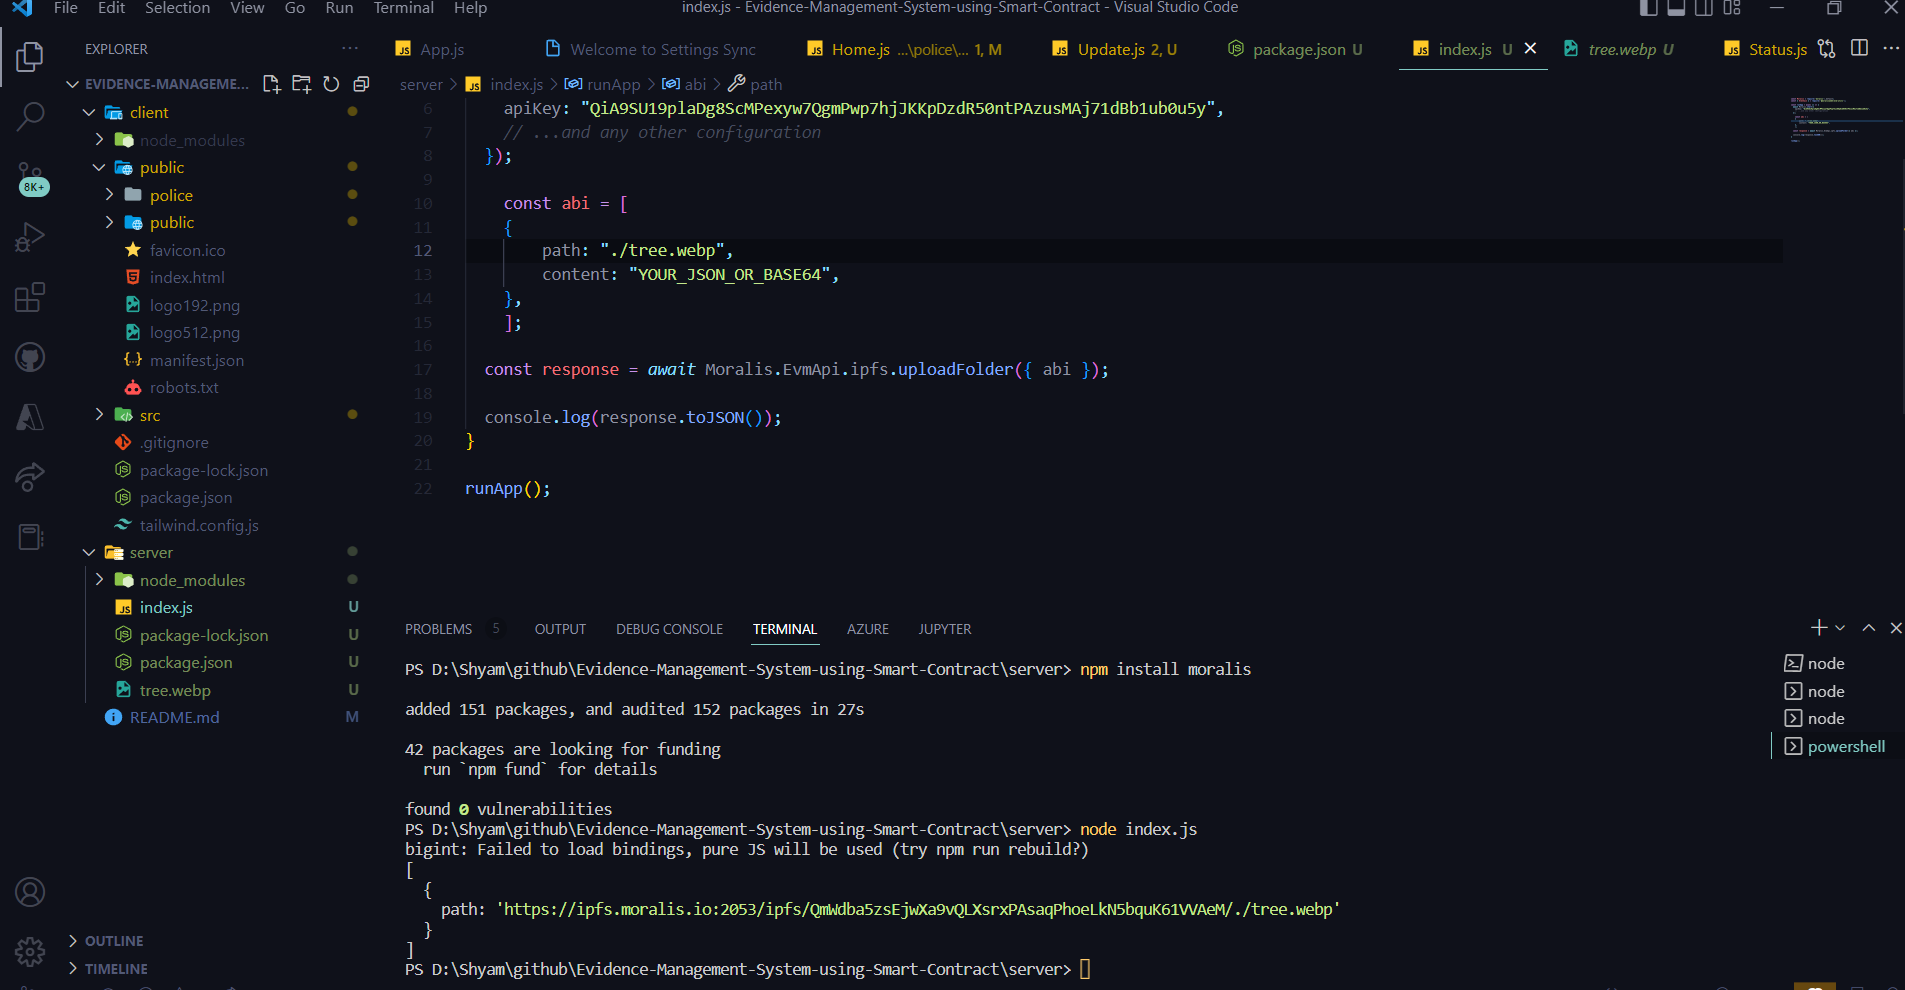 File Edit Selection View Go Run Terminal Help
index.js - Evidence-Management-System-using-Smart-Contract - Visual Studio Code
EXPLORER
App.js
Welcome to Settings Sync
Home.js ...\police\... 1, M
Update.js 2, U
package.json U
index.js U
tree.webp U
Status.js
EVIDENCE-MANAGEME...
server > index.js > runApp > abi > path
8K+
client
node_modules
public
police
public
favicon.ico
index.html
logo192.png
logo512.png
manifest.json
robots.txt
src
.gitignore
package-lock.json
package.json
tailwind.config.js
server
node_modules
index.js U
package-lock.json U
package.json U
tree.webp U
README.md M
OUTLINE
TIMELINE
6 apiKey: "QiA9SU19plaDg8ScMPexyw7QgmPwp7hjJKKpDzdR50ntPAzusMAj71dBb1ub0u5y",
7 // ...and any other configuration
8 });
9
10 const abi = [
11 {
12 path: "./tree.webp",
13 content: "YOUR_JSON_OR_BASE64",
14 },
15 ];
16
17 const response = await Moralis.EvmApi.ipfs.uploadFolder({ abi });
18
19 console.log(response.toJSON());
20 }
21
22 runApp();
PROBLEMS 5 OUTPUT DEBUG CONSOLE TERMINAL AZURE JUPYTER
PS D:\Shyam\github\Evidence-Management-System-using-Smart-Contract\server> npm install moralis
added 151 packages, and audited 152 packages in 27s
42 packages are looking for funding
run `npm fund` for details
found 0 vulnerabilities
PS D:\Shyam\github\Evidence-Management-System-using-Smart-Contract\server> node index.js
bigint: Failed to load bindings, pure JS will be used (try npm run rebuild?)
[
{
path: 'https://ipfs.moralis.io:2053/ipfs/QmWdba5zsEjwXa9vQLXsrxPAsaqPhoeLkN5bquK61VVAeM/./tree.webp'
}
]
PS D:\Shyam\github\Evidence-Management-System-using-Smart-Contract\server>
node
node
node
powershell